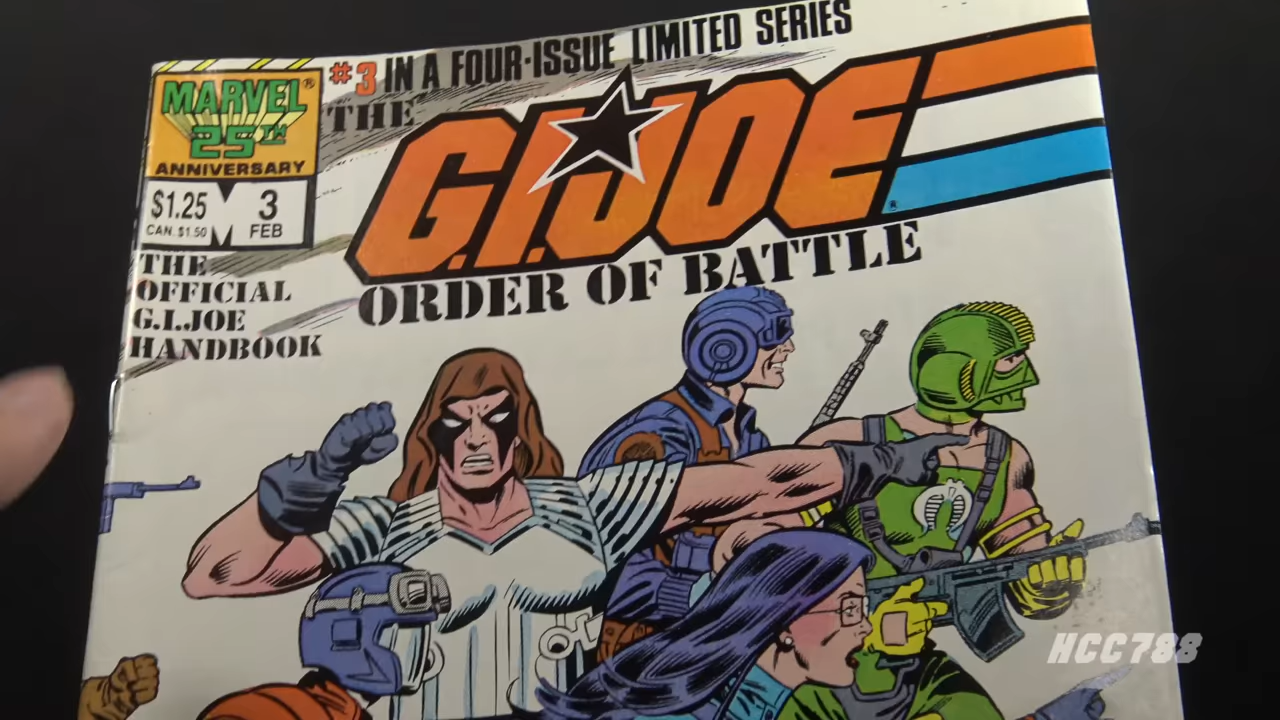 #3 IN A FOUR-ISSUE LIMITED SERIES
MARVEL®
25TH
ANNIVERSARY
$1.25
CAN. $1.50
3
FEB
THE
G.I. JOE®
ORDER OF BATTLE
THE
OFFICIAL
G.I. JOE
HANDBOOK
HCC788